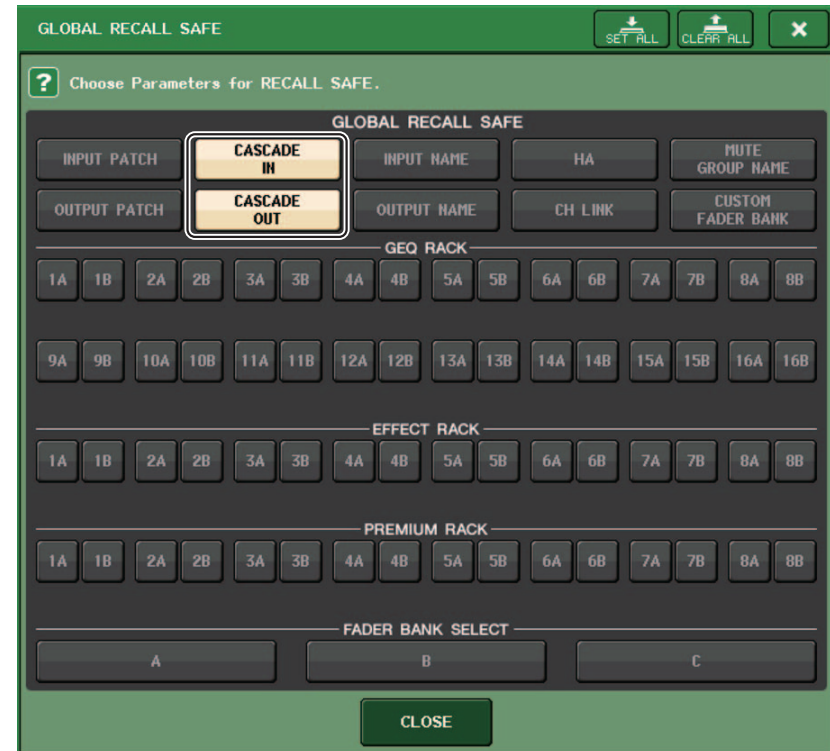 GLOBAL RECALL SAFE SET ALL CLEAR ALL ×
? Choose Parameters for RECALL SAFE.
GLOBAL RECALL SAFE
INPUT PATCH CASCADE IN INPUT NAME HA MUTE GROUP NAME
OUTPUT PATCH CASCADE OUT OUTPUT NAME CH LINK CUSTOM FADER BANK
GEQ RACK
1A 1B 2A 2B 3A 3B 4A 4B 5A 5B 6A 6B 7A 7B 8A 8B
9A 9B 10A 10B 11A 11B 12A 12B 13A 13B 14A 14B 15A 15B 16A 16B
EFFECT RACK
1A 1B 2A 2B 3A 3B 4A 4B 5A 5B 6A 6B 7A 7B 8A 8B
PREMIUM RACK
1A 1B 2A 2B 3A 3B 4A 4B 5A 5B 6A 6B 7A 7B 8A 8B
FADER BANK SELECT
A B C
CLOSE